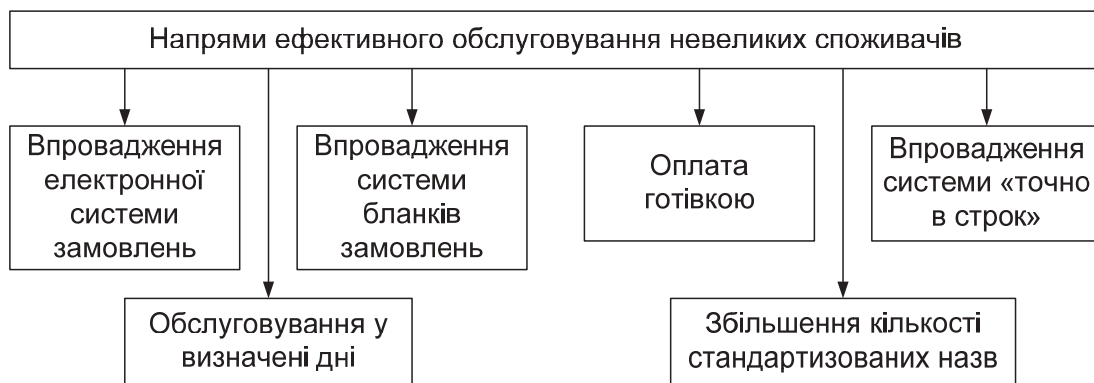 Напрями ефективного обслуговування невеликих споживачів
Впровадження
електронної
системи
замовлень
Впровадження
системи
бланків
замовлень
Оплата
готівкою
Впровадження
системи «точно
в строк»
Обслуговування у
визначені дні
Збільшення кількості
стандартизованих назв